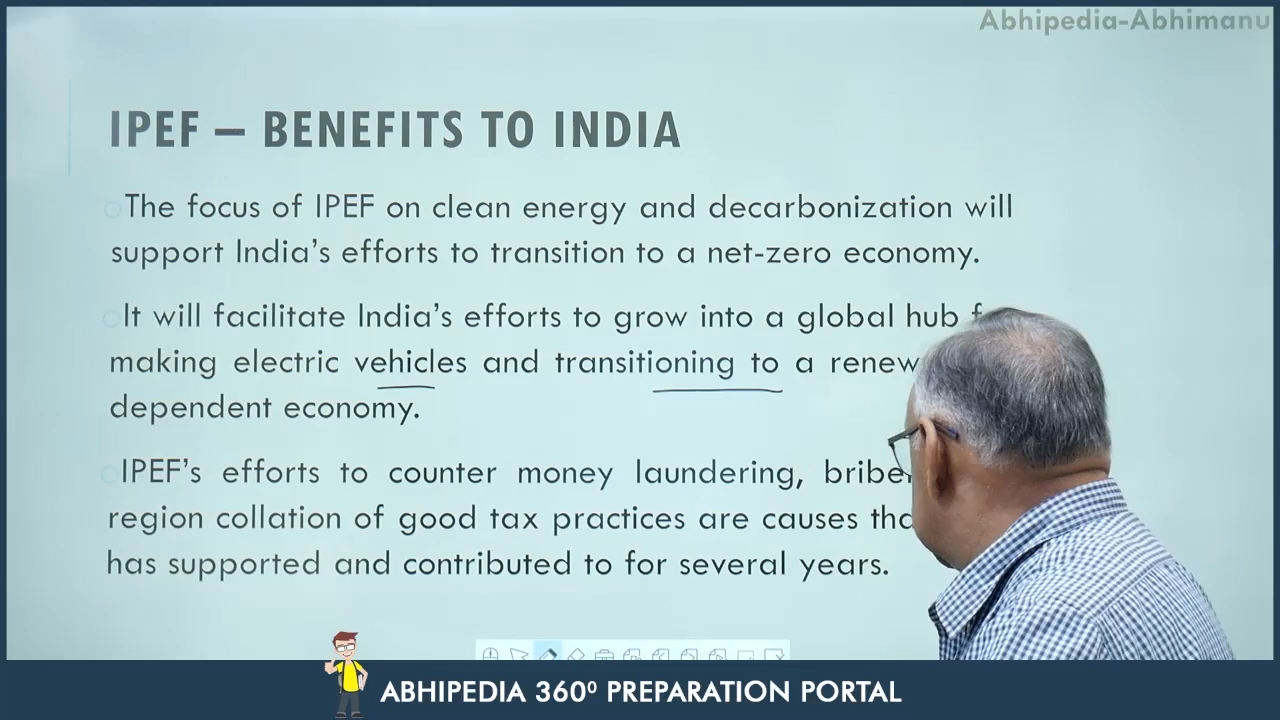 Abhipedia-Abhimanu
IPEF – BENEFITS TO INDIA
The focus of IPEF on clean energy and decarbonization will
support India's efforts to transition to a net-zero economy.
It will facilitate India's efforts to grow into a global hub
making electric vehicles and transitioning to a
dependent economy.
IPEF's efforts to counter money laundering,
region collation of good tax practices are causes
has supported and contributed to for several years.
ABHIPEDIA 360⁰ PREPARATION PORTAL